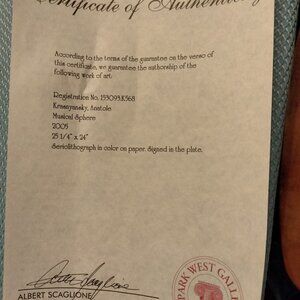 Certificate of Authenticity
According to the terms of the guarantee on the verso of
this certificate, we guarantee the authorship of the
following work of art:
Registration No. 153093K568
Krasnyansky, Anatole
Musical Sphere
2005
25 1/4" x 24"
Seriolithograph in color on paper. Signed in the plate.
ALBERT SCAGLIONE
PARK WEST GALL